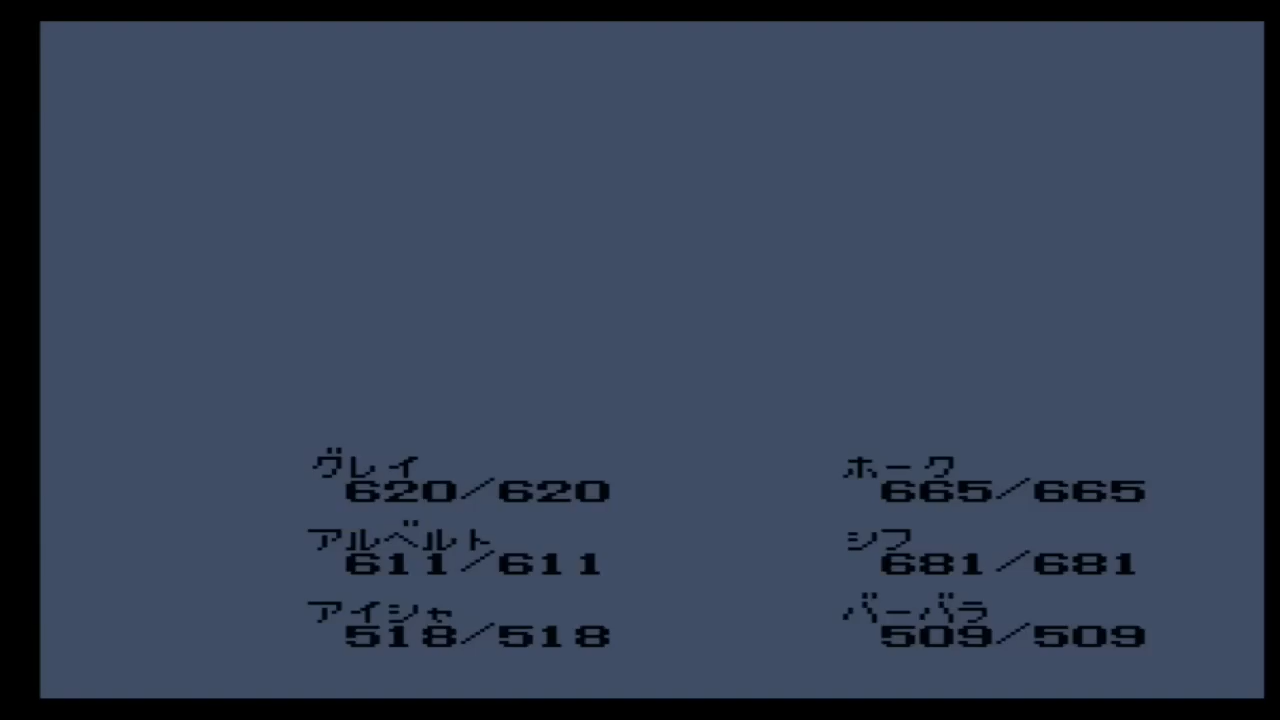 グレイ
620/620
アルベルト
611/611
アイシャ
518/518
ホーク
665/665
シフ
681/681
バーバラ
509/509